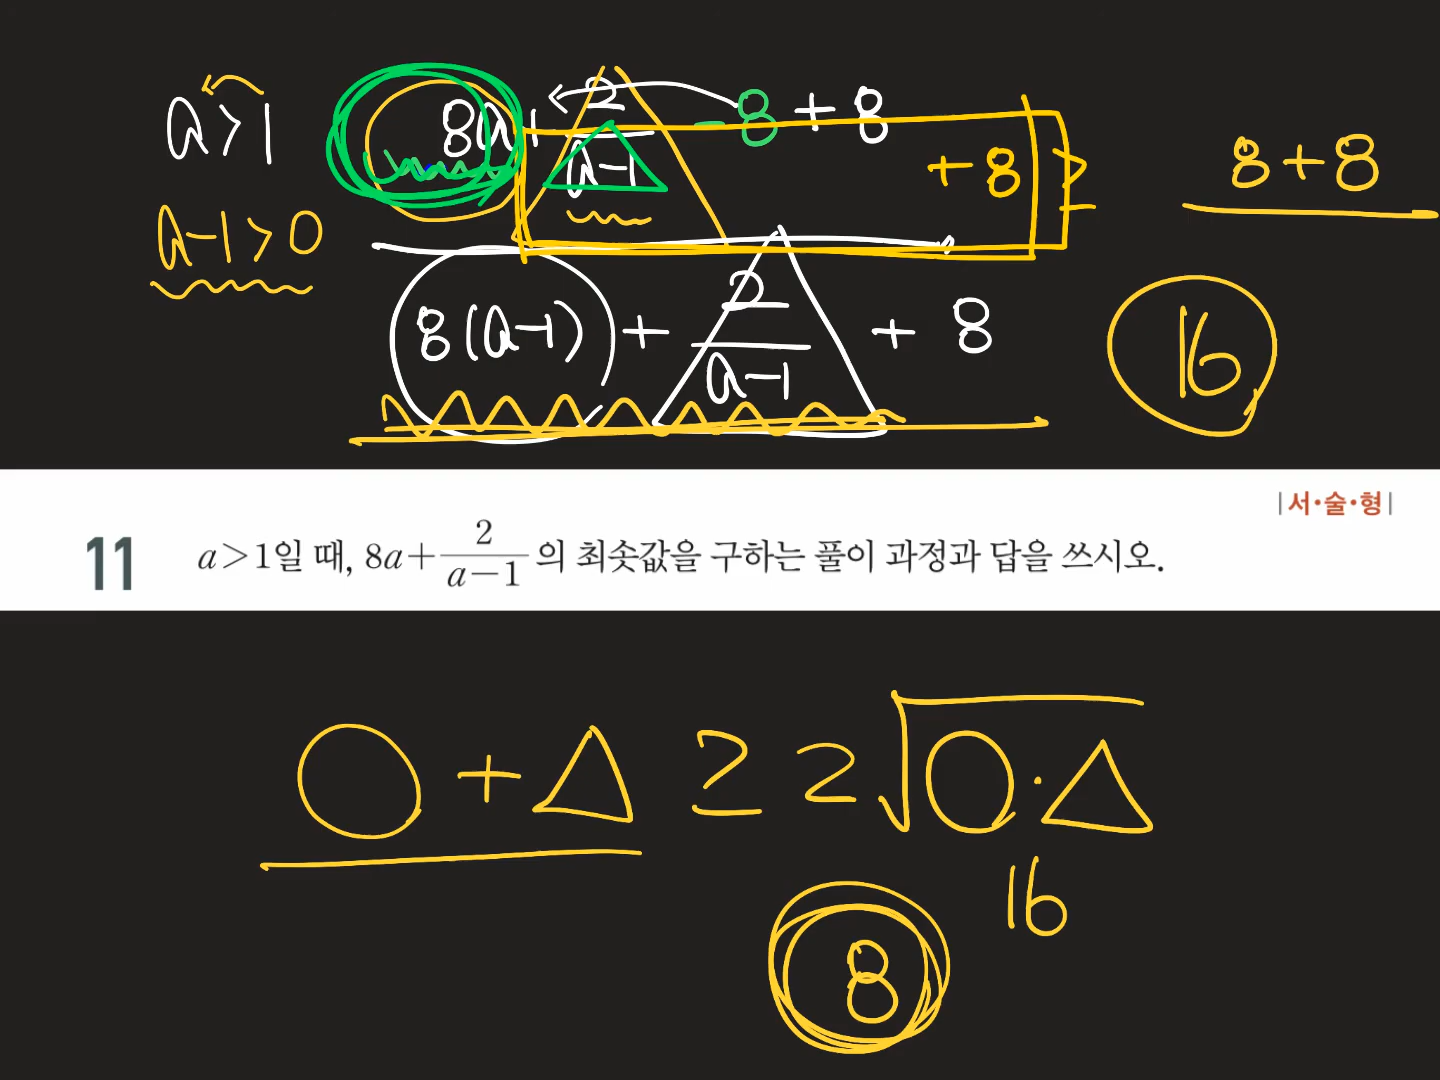 a>1
8a+ 2/a-1 -8+8
+8 ≥ 8+8
a-1>0
8(a-1)+ 2/a-1 +8
16
|서·술·형|
11 a>1일 때, 8a+ 2/a-1 의 최솟값을 구하는 풀이 과정과 답을 쓰시오.
○+△≥2√○·△
16
8